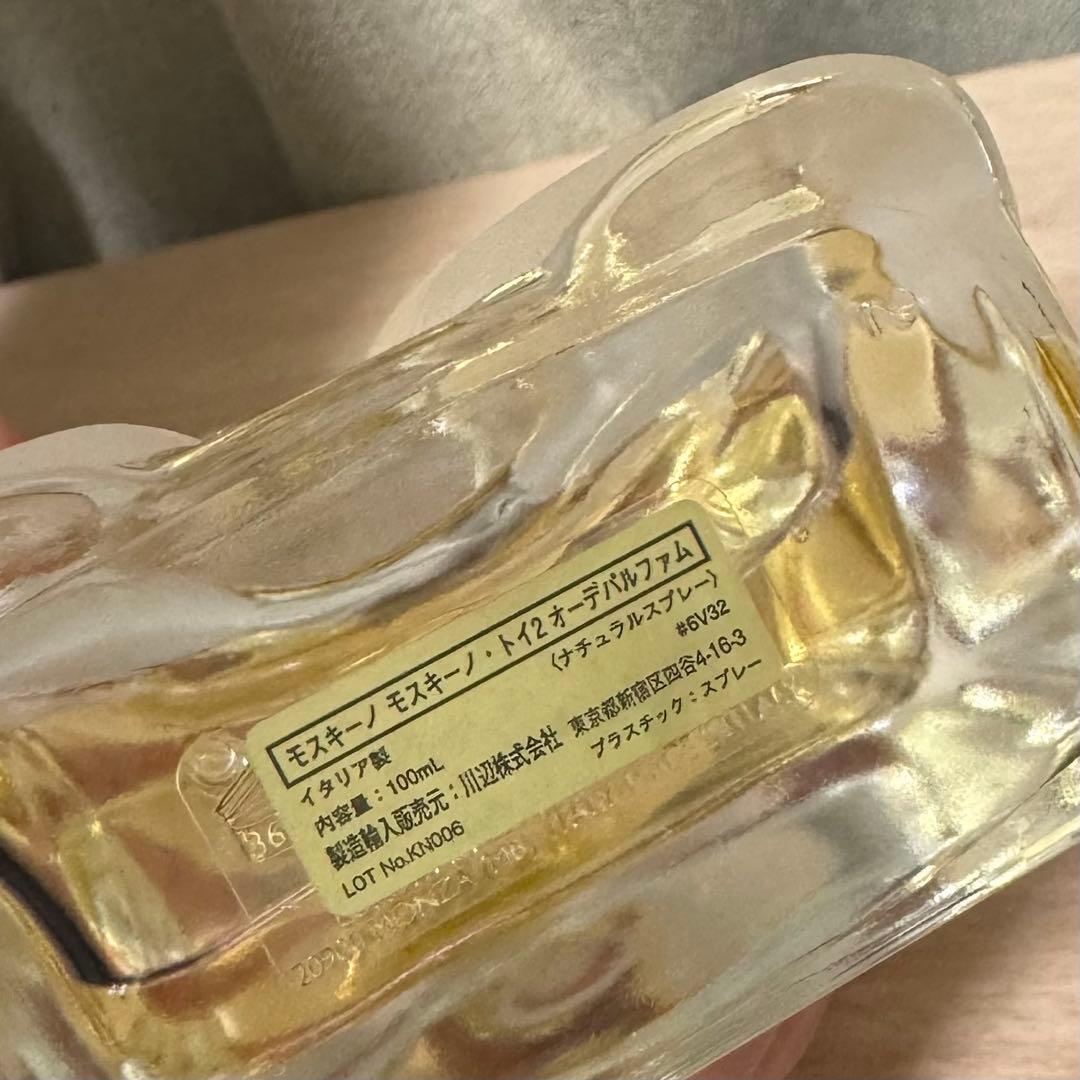 モスキーノ モスキーノ・トイ2 オーデパルファム
〈ナチュラルスプレー〉
イタリア製 #6V32
内容量：100mL
製造輸入販売元：川辺株式会社 東京都新宿区四谷4-16-3
LOT No.KN006 プラスチック：スプレー
36
MONZA (MB)